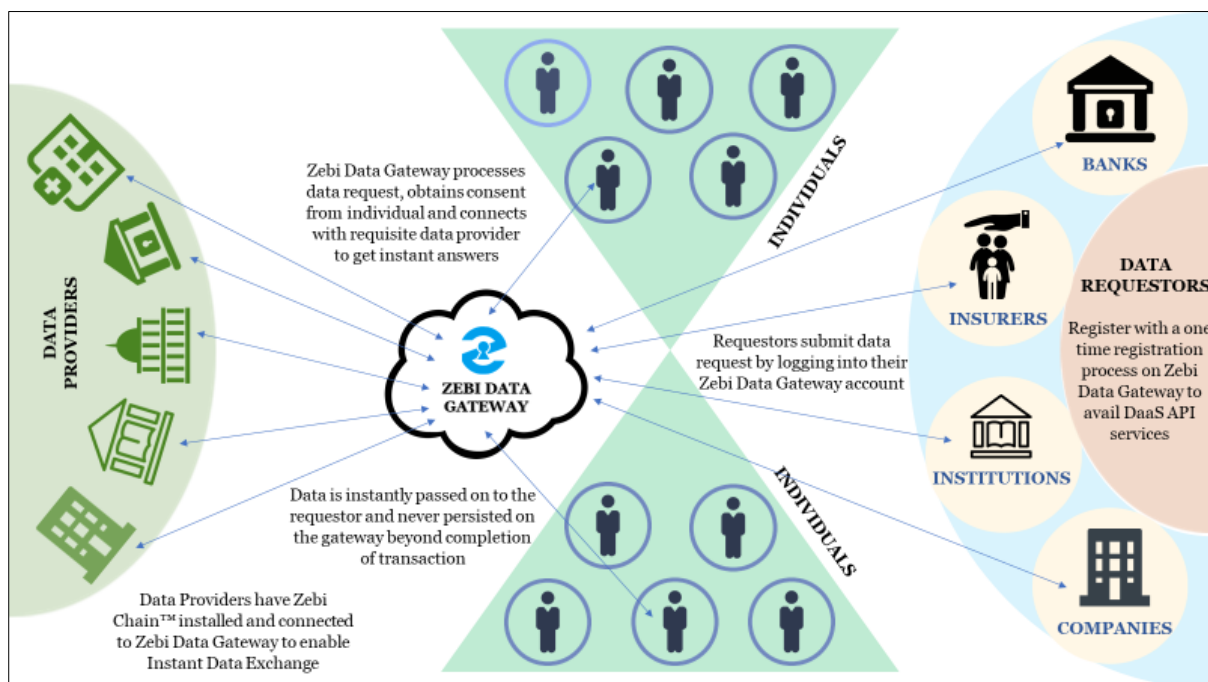 Zebi Data Gateway processes
data request, obtains consent
from individual and connects
with requisite data provider
to get instant answers
DATA
PROVIDERS
ZEBI DATA
GATEWAY
Data is instantly passed on to the
requestor and never persisted on
the gateway beyond completion
of transaction
Data Providers have Zebi
Chain™ installed and connected
to Zebi Data Gateway to enable
Instant Data Exchange
INDIVIDUALS
INDIVIDUALS
Requestors submit data
request by logging into their
Zebi Data Gateway account
BANKS
INSURERS
INSTITUTIONS
COMPANIES
DATA
REQUESTORS
Register with a one
time registration
process on Zebi
Data Gateway to
avail DaaS API
services